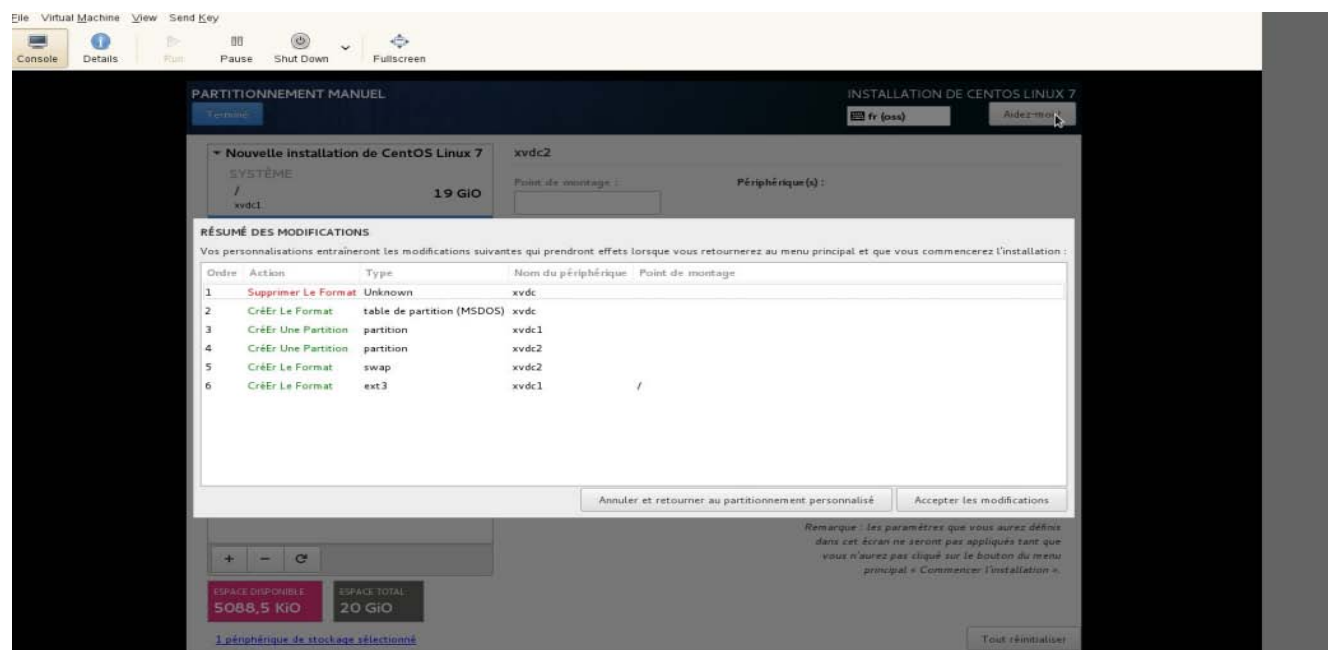 File Virtual Machine View Send Key
Console Details Run Pause Shut Down Fullscreen
PARTITIONNEMENT MANUEL
INSTALLATION DE CENTOS LINUX 7
Terminé
fr (oss)
Aidez-moi !
Nouvelle installation de CentOS Linux 7
xvdc2
SYSTÈME
/
19 GiO
xvdc1
Point de montage :
Périphérique(s) :
RÉSUMÉ DES MODIFICATIONS
Vos personnalisations entraîneront les modifications suivantes qui prendront effets lorsque vous retournerez au menu principal et que vous commencerez l'installation :
Ordre Action Type Nom du périphérique Point de montage
1 Supprimer Le Format Unknown xvdc
2 CréEr Le Format table de partition (MSDOS) xvdc
3 CréEr Une Partition partition xvdc1
4 CréEr Une Partition partition xvdc2
5 CréEr Le Format swap xvdc2
6 CréEr Le Format ext3 xvdc1 /
Annuler et retourner au partitionnement personnalisé
Accepter les modifications
Remarque : les paramètres que vous aurez définis
dans cet écran ne seront pas appliqués tant que
vous n'aurez pas cliqué sur le bouton du menu
principal « Commencer l'installation ».
+ −
ESPACE DISPONIBLE
5088,5 KiO
ESPACE TOTAL
20 GiO
1 périphérique de stockage sélectionné
Tout réinitialiser